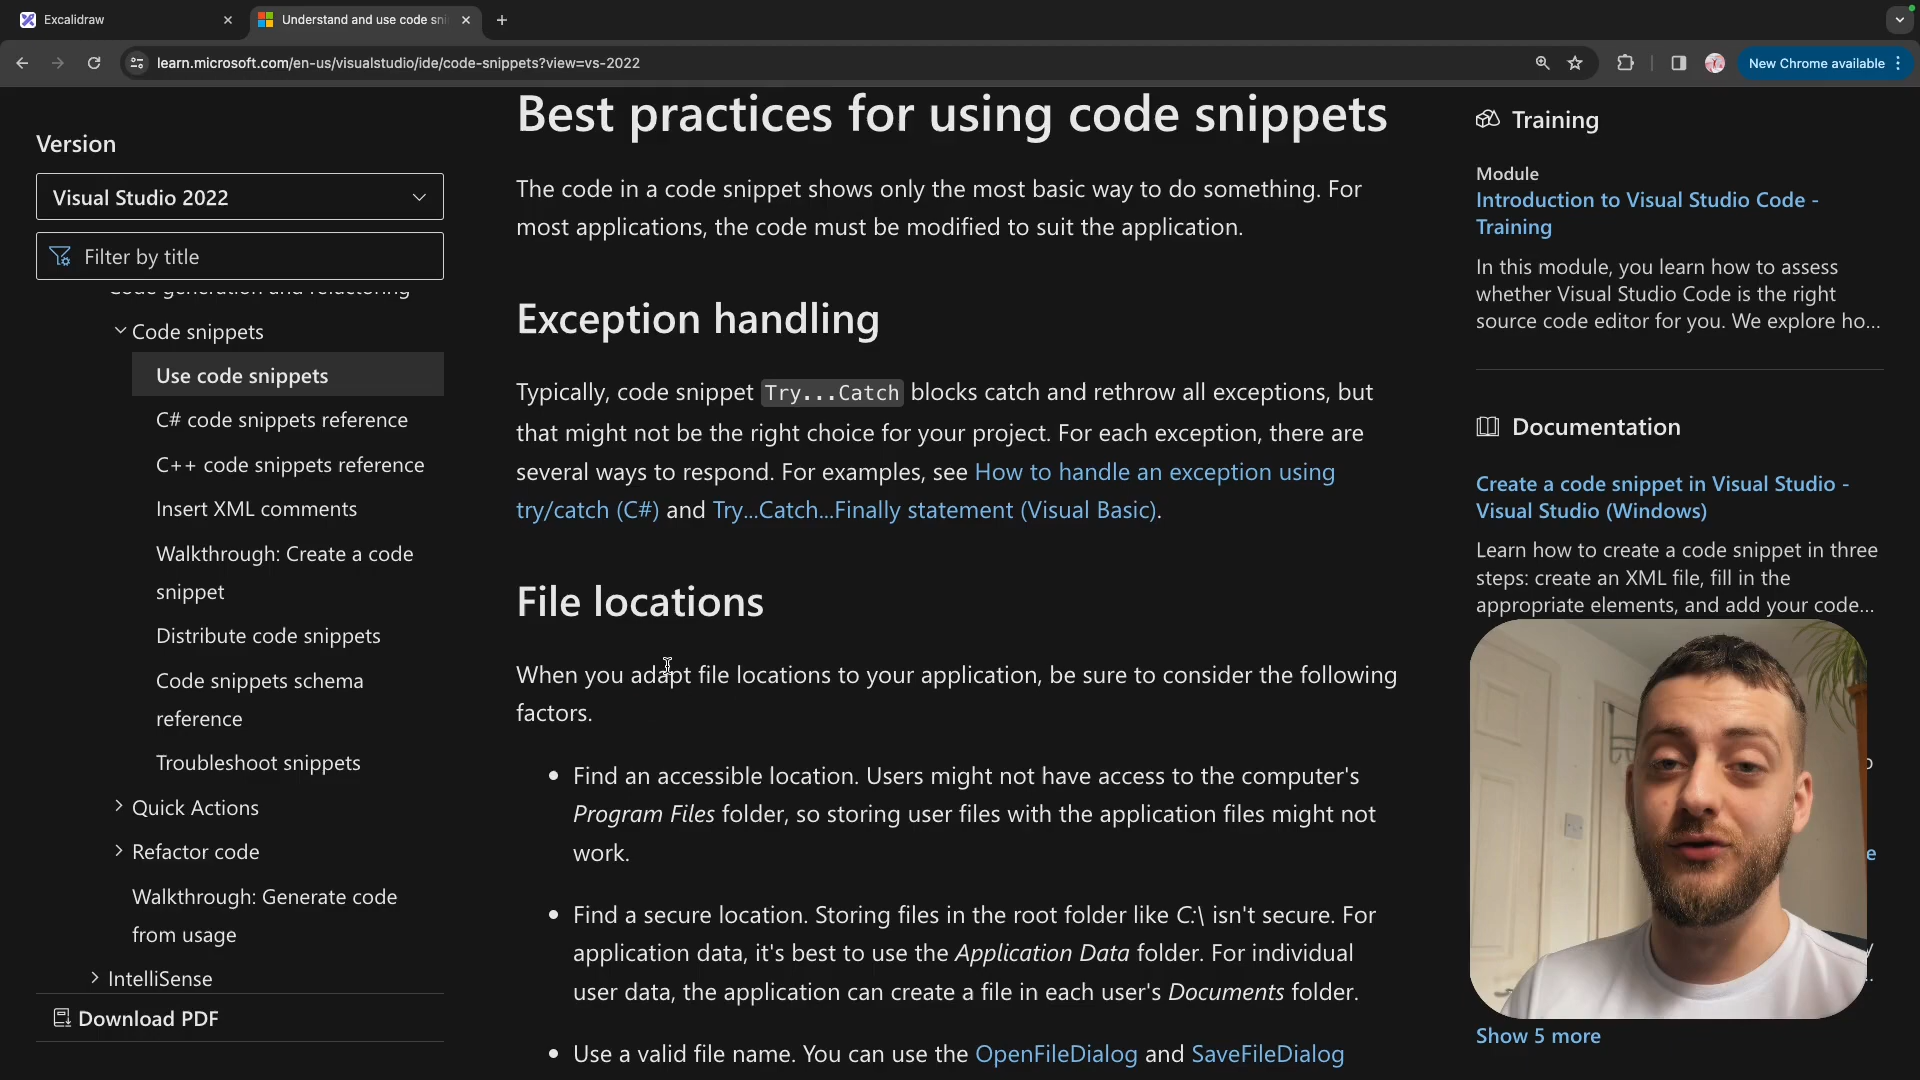 Excalidraw
Understand and use code sni
learn.microsoft.com/en-us/visualstudio/ide/code-snippets?view=vs-2022
New Chrome available
Version
Visual Studio 2022
Filter by title
Code generation and refactoring
Code snippets
Use code snippets
C# code snippets reference
C++ code snippets reference
Insert XML comments
Walkthrough: Create a code
snippet
Distribute code snippets
Code snippets schema
reference
Troubleshoot snippets
Quick Actions
Refactor code
Walkthrough: Generate code
from usage
IntelliSense
Download PDF
Best practices for using code snippets
The code in a code snippet shows only the most basic way to do something. For
most applications, the code must be modified to suit the application.
Exception handling
Typically, code snippet Try...Catch blocks catch and rethrow all exceptions, but
that might not be the right choice for your project. For each exception, there are
several ways to respond. For examples, see How to handle an exception using
try/catch (C#) and Try...Catch...Finally statement (Visual Basic).
File locations
When you adapt file locations to your application, be sure to consider the following
factors.
• Find an accessible location. Users might not have access to the computer's
Program Files folder, so storing user files with the application files might not
work.
• Find a secure location. Storing files in the root folder like C:\ isn't secure. For
application data, it's best to use the Application Data folder. For individual
user data, the application can create a file in each user's Documents folder.
• Use a valid file name. You can use the OpenFileDialog and SaveFileDialog
Training
Module
Introduction to Visual Studio Code -
Training
In this module, you learn how to assess
whether Visual Studio Code is the right
source code editor for you. We explore ho...
Documentation
Create a code snippet in Visual Studio -
Visual Studio (Windows)
Learn how to create a code snippet in three
steps: create an XML file, fill in the
appropriate elements, and add your code...
e
Show 5 more